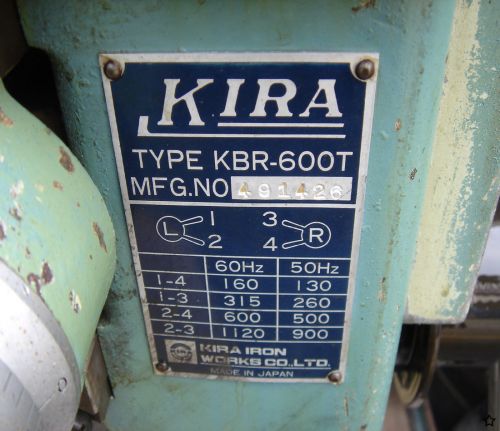 KIRA
TYPE KBR-600T
MFG.NO 491426
L 1 2 3 4 R
60Hz 50Hz
1-4 160 130
1-3 315 260
2-4 600 500
2-3 1120 900
KIRA
KIRA IRON
WORKS CO.,LTD.
MADE IN JAPAN